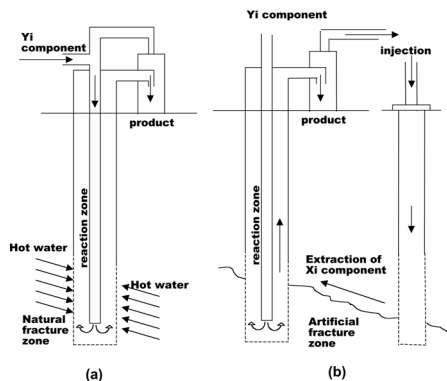 Yi
component
product
reaction zone
Hot water
Hot water
Natural
fracture
zone
(a)
Yi component
injection
product
reaction zone
Extraction of
Xi component
Artificial
fracture
zone
(b)